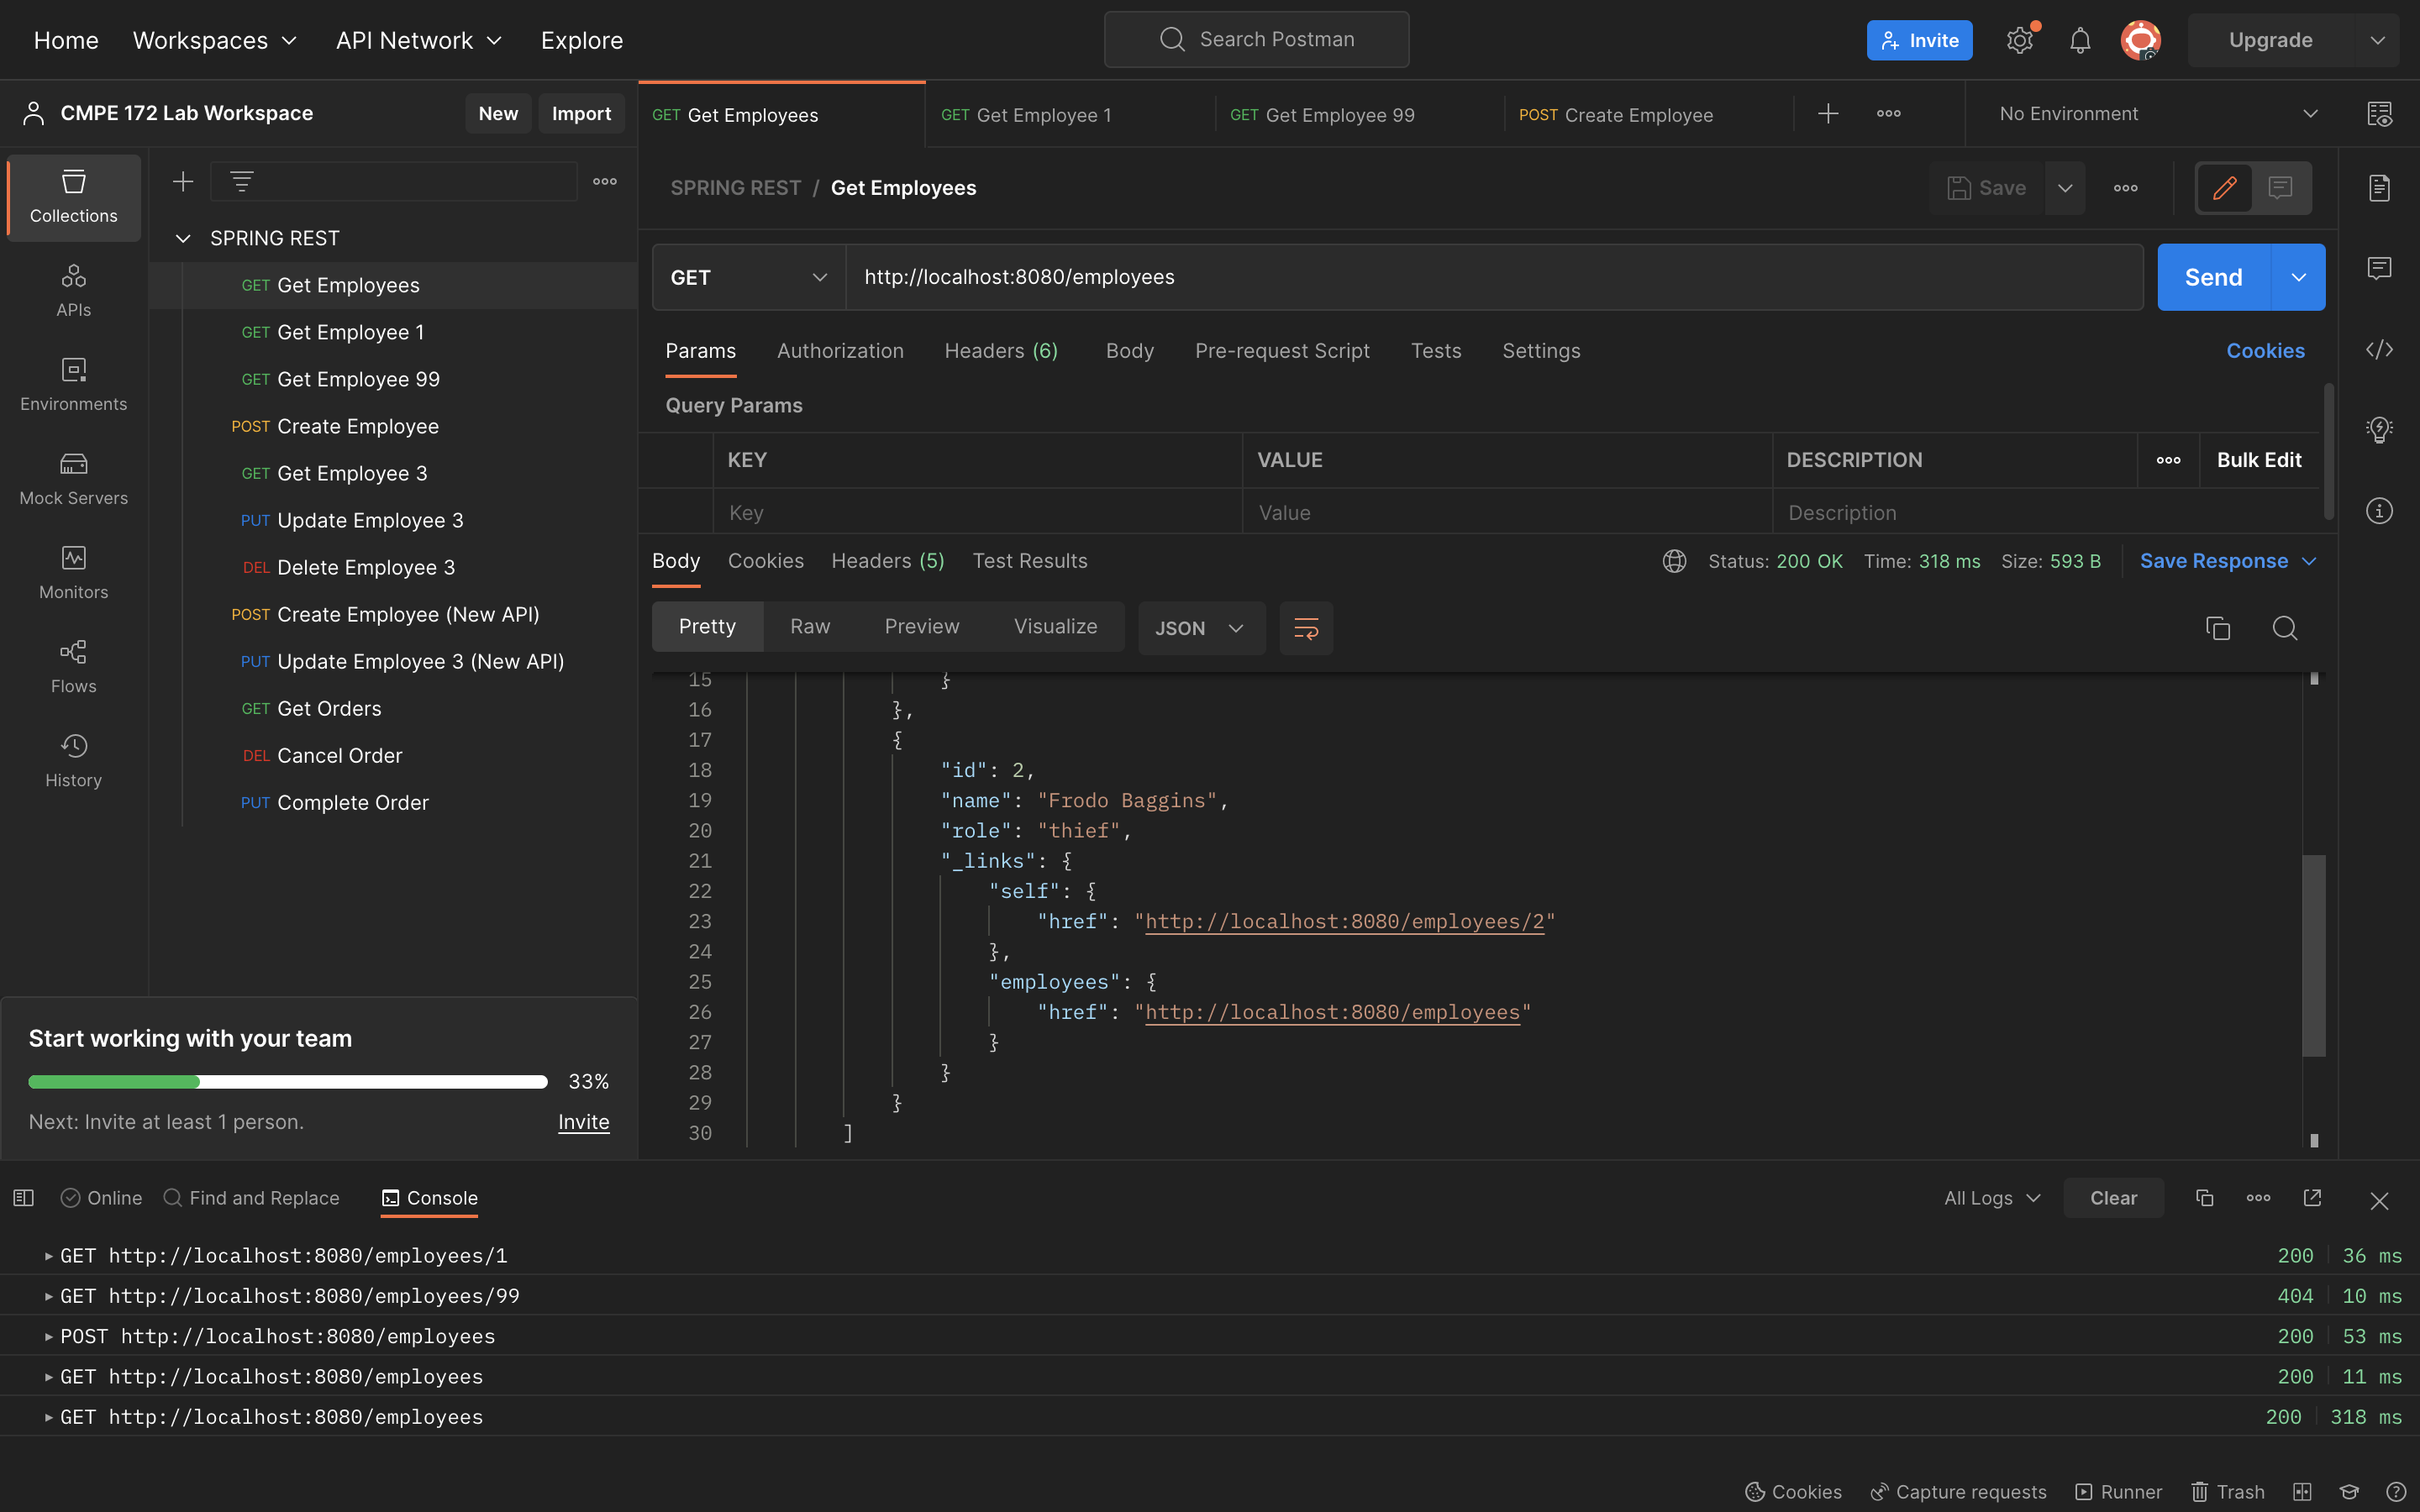 Home Workspaces API Network Explore Search Postman Invite Upgrade
CMPE 172 Lab Workspace New Import
GET Get Employees GET Get Employee 1 GET Get Employee 99 POST Create Employee No Environment
Collections
APIs
Environments
Mock Servers
Monitors
Flows
History
SPRING REST
GET Get Employees
GET Get Employee 1
GET Get Employee 99
POST Create Employee
GET Get Employee 3
PUT Update Employee 3
DEL Delete Employee 3
POST Create Employee (New API)
PUT Update Employee 3 (New API)
GET Get Orders
DEL Cancel Order
PUT Complete Order
Start working with your team
33%
Next: Invite at least 1 person. Invite
SPRING REST / Get Employees Save
GET http://localhost:8080/employees Send
Params Authorization Headers (6) Body Pre-request Script Tests Settings Cookies
Query Params
KEY VALUE DESCRIPTION Bulk Edit
Key Value Description
Body Cookies Headers (5) Test Results Status: 200 OK Time: 318 ms Size: 593 B Save Response
Pretty Raw Preview Visualize JSON
15 }
16 },
17 {
18 "id": 2,
19 "name": "Frodo Baggins",
20 "role": "thief",
21 "_links": {
22 "self": {
23 "href": "http://localhost:8080/employees/2"
24 },
25 "employees": {
26 "href": "http://localhost:8080/employees"
27 }
28 }
29 }
30 ]
Online Find and Replace Console All Logs Clear
GET http://localhost:8080/employees/1 200 36 ms
GET http://localhost:8080/employees/99 404 10 ms
POST http://localhost:8080/employees 200 53 ms
GET http://localhost:8080/employees 200 11 ms
GET http://localhost:8080/employees 200 318 ms
Cookies Capture requests Runner Trash